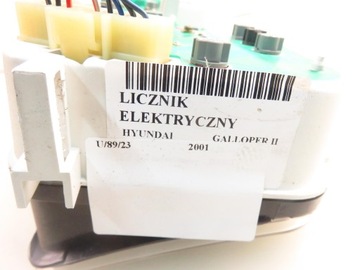 LICZNIK
ELEKTRYCZNY
HYUNDAI GALLOPER II
U/89/23 2001